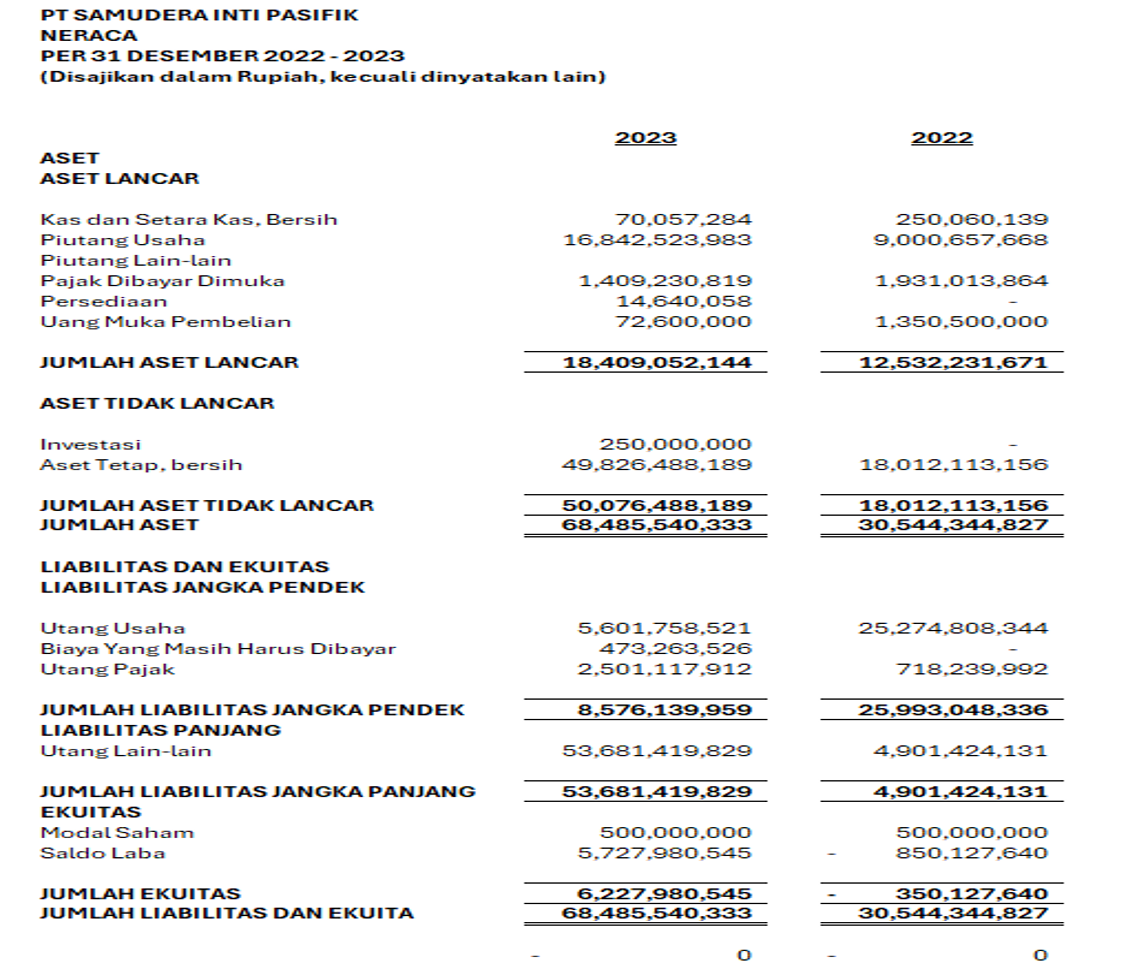 PT SAMUDERA INTI PASIFIK
NERACA
PER 31 DESEMBER 2022 - 2023
(Disajikan dalam Rupiah, kecuali dinyatakan lain)
2023 2022
ASET
ASET LANCAR
Kas dan Setara Kas, Bersih 70,057,284 250,060,139
Piutang Usaha 16,842,523,983 9,000,657,668
Piutang Lain-lain
Pajak Dibayar Dimuka 1,409,230,819 1,931,013,864
Persediaan 14,640,058 -
Uang Muka Pembelian 72,600,000 1,350,500,000
JUMLAH ASET LANCAR 18,409,052,144 12,532,231,671
ASET TIDAK LANCAR
Investasi 250,000,000 -
Aset Tetap, bersih 49,826,488,189 18,012,113,156
JUMLAH ASET TIDAK LANCAR 50,076,488,189 18,012,113,156
JUMLAH ASET 68,485,540,333 30,544,344,827
LIABILITAS DAN EKUITAS
LIABILITAS JANGKA PENDEK
Utang Usaha 5,601,758,521 25,274,808,344
Biaya Yang Masih Harus Dibayar 473,263,526 -
Utang Pajak 2,501,117,912 718,239,992
JUMLAH LIABILITAS JANGKA PENDEK 8,576,139,959 25,993,048,336
LIABILITAS PANJANG
Utang Lain-lain 53,681,419,829 4,901,424,131
JUMLAH LIABILITAS JANGKA PANJANG 53,681,419,829 4,901,424,131
EKUITAS
Modal Saham 500,000,000 500,000,000
Saldo Laba 5,727,980,545 - 850,127,640
JUMLAH EKUITAS 6,227,980,545 - 350,127,640
JUMLAH LIABILITAS DAN EKUITA 68,485,540,333 30,544,344,827
- 0 - 0